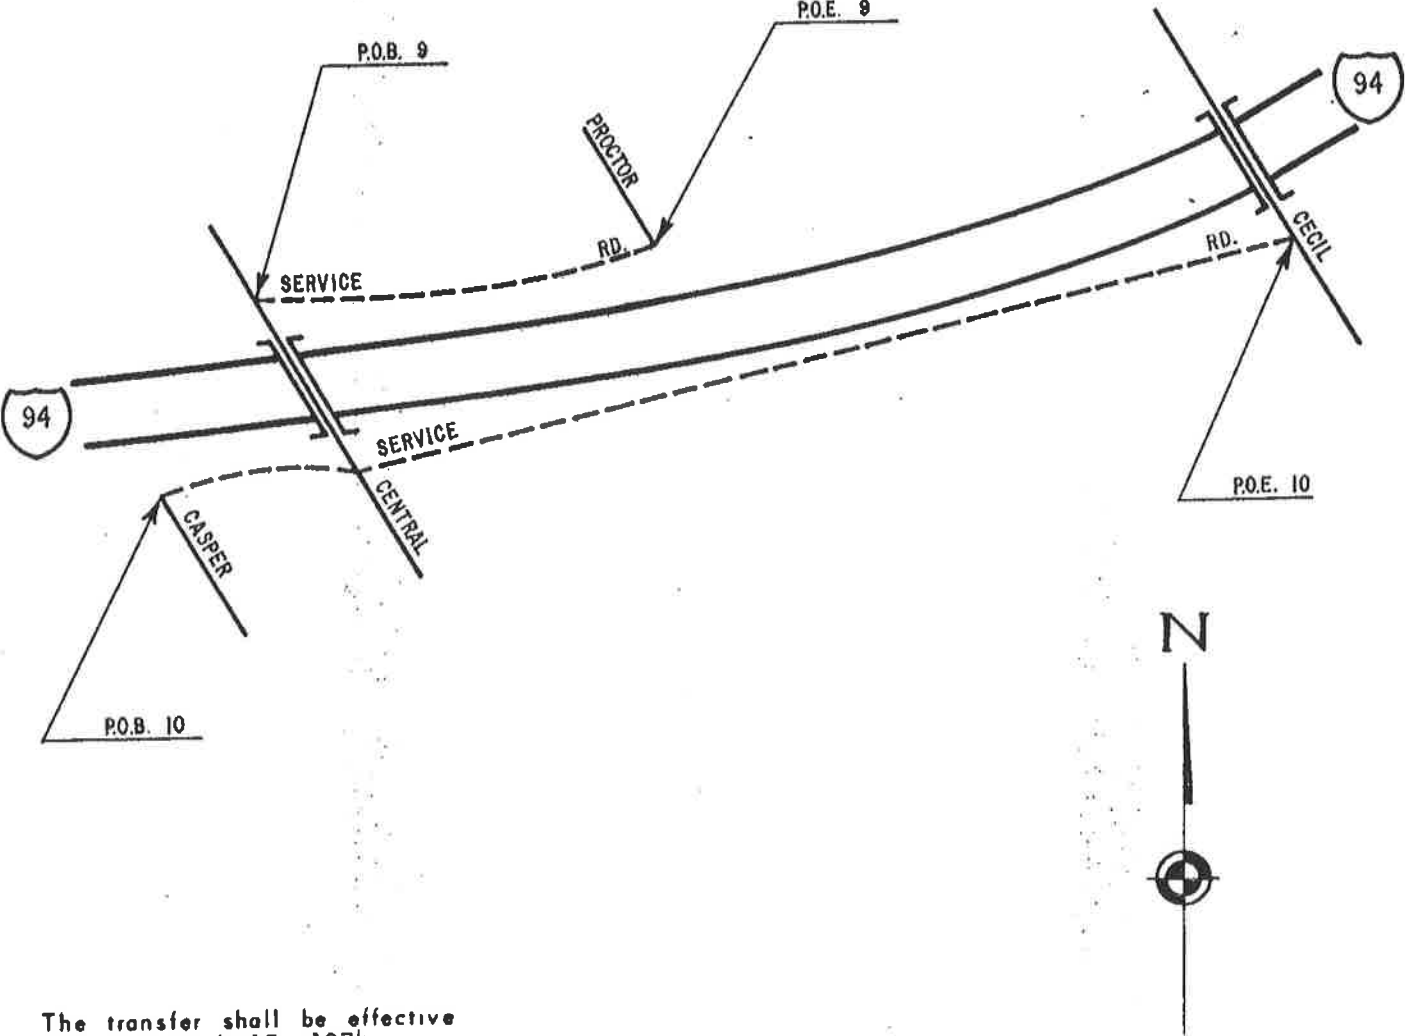 P.O.E. 9
P.O.B. 9
94
PROCTOR
CECIL
RD.
RD.
SERVICE
94
SERVICE
CENTRAL
P.O.E. 10
CASPER
N
P.O.B. 10
The transfer shall be effective